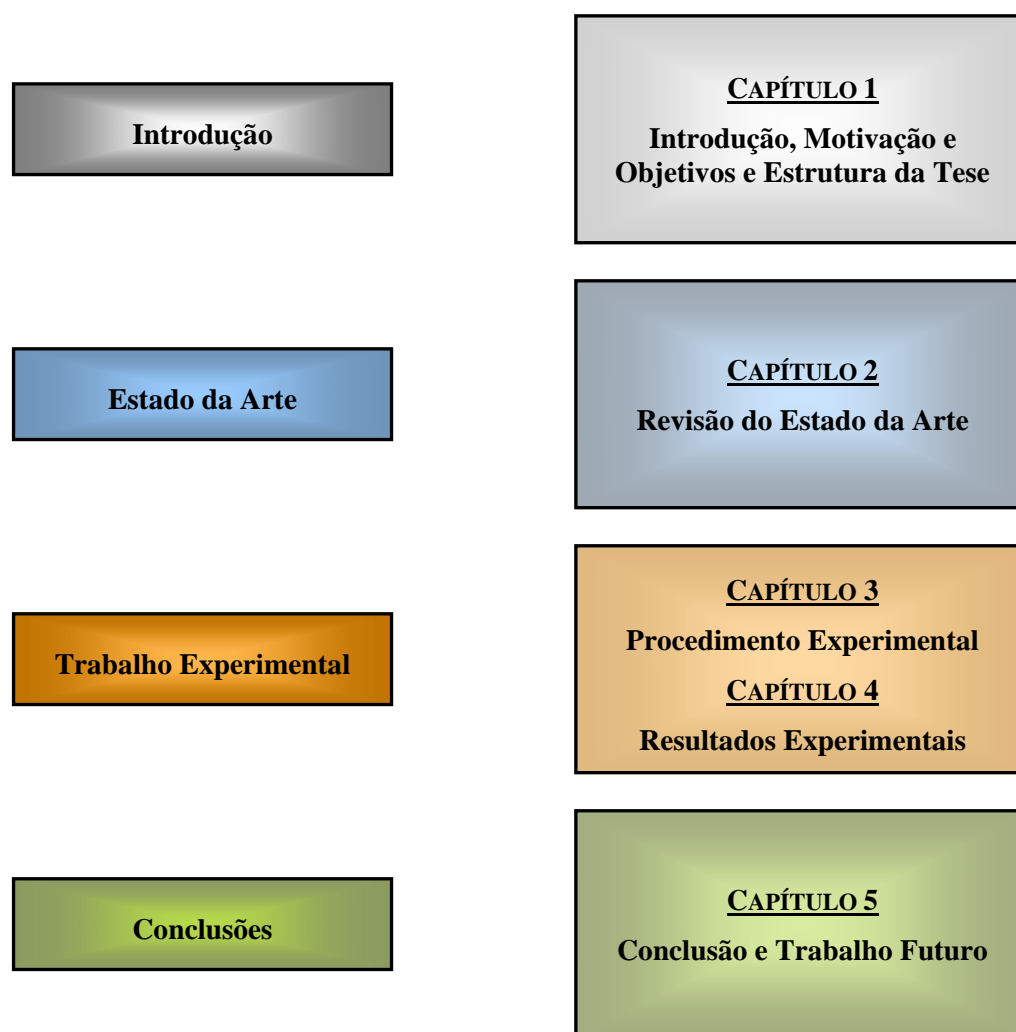 Introdução
CAPÍTULO 1
Introdução, Motivação e
Objetivos e Estrutura da Tese
Estado da Arte
CAPÍTULO 2
Revisão do Estado da Arte
Trabalho Experimental
CAPÍTULO 3
Procedimento Experimental
CAPÍTULO 4
Resultados Experimentais
Conclusões
CAPÍTULO 5
Conclusão e Trabalho Futuro